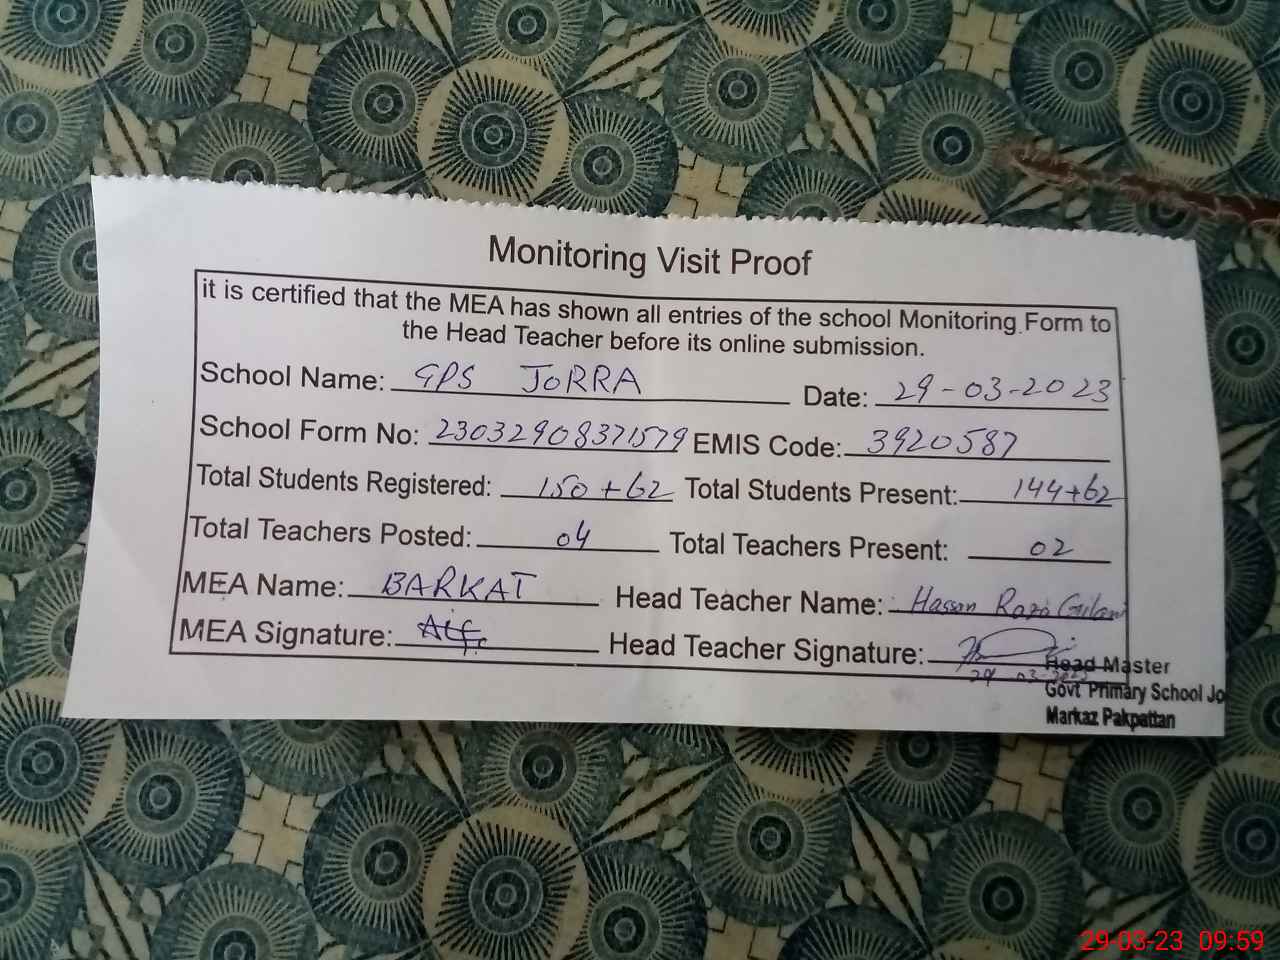 Monitoring Visit Proof
it is certified that the MEA has shown all entries of the school Monitoring Form to
the Head Teacher before its online submission.
School Name: GPS JORRA Date: 29-03-2023
School Form No: 23032908371579 EMIS Code: 3920587
Total Students Registered: 150+62 Total Students Present: 144+62
Total Teachers Posted: 04 Total Teachers Present: 02
MEA Name: BARKAT Head Teacher Name: Hassan Raza Gilani
MEA Signature: Head Teacher Signature:
29 03-2023
Head Master
Govt Primary School Jo
Markaz Pakpattan
29-03-23 09:59